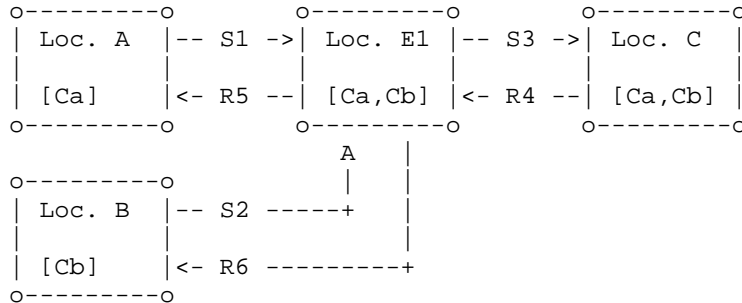 o---------o          o---------o          o---------o
| Loc. A  |-- S1 ->| Loc. E1 |-- S3 ->| Loc. C  |
|         |        |         |        |         |
| [Ca]    |<- R5 --| [Ca,Cb] |<- R4 --| [Ca,Cb] |
o---------o        o---------o        o---------o
                      A   |
o---------o           |   |
| Loc. B  |-- S2 -----+   |
|         |               |
| [Cb]    |<- R6 ---------+
o---------o